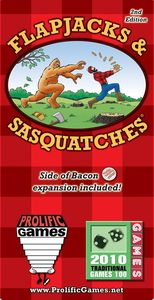 2nd
Edition
FLAPJACKS &
SASQUATCHES®
Side of Bacon
expansion included!
PROLIFIC
Games
GAMES
2010
TRADITIONAL
GAMES 100
www.ProlificGames.net